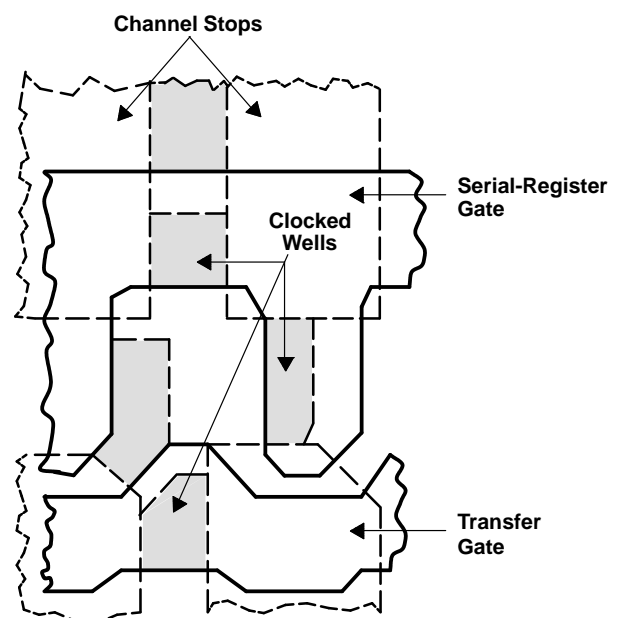 Channel Stops
Serial-Register
Gate
Clocked
Wells
Transfer
Gate